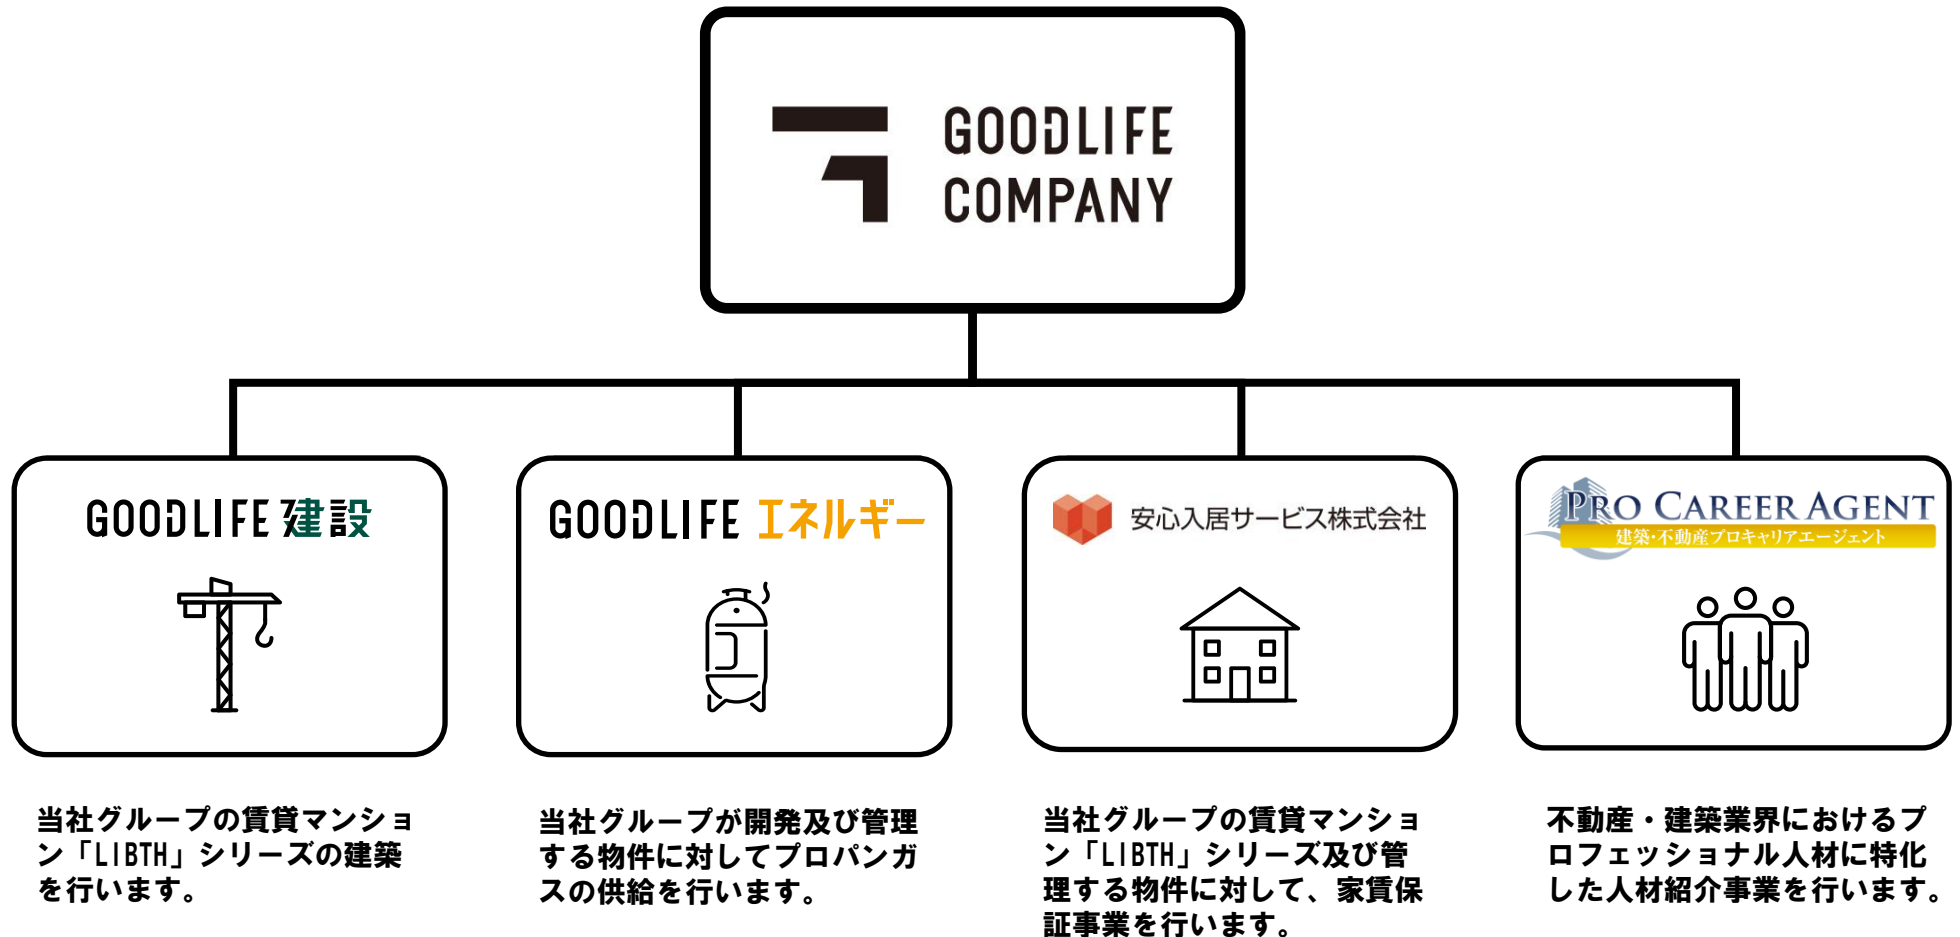 GOODLIFE
COMPANY
GOODLIFE 建設
GOODLIFE エネルギー
安心入居サービス株式会社
PRO CAREER AGENT
建築・不動産プロキャリアエージェント
当社グループの賃貸マンショ
ン「LIBTH」シリーズの建築
を行います。
当社グループが開発及び管理
する物件に対してプロパンガ
スの供給を行います。
当社グループの賃貸マンショ
ン「LIBTH」シリーズ及び管
理する物件に対して、家賃保
証事業を行います。
不動産・建築業界におけるプ
ロフェッショナル人材に特化
した人材紹介事業を行います。